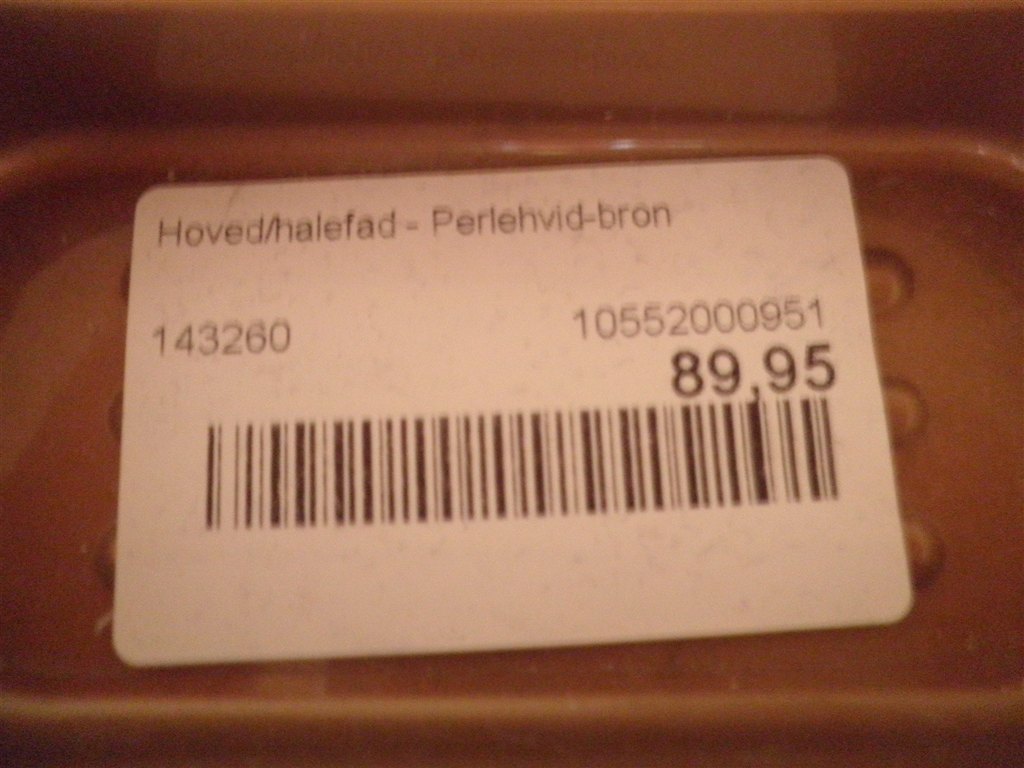 Hoved/halefad - Perlehvid-bron
143260 10552000951
89,95